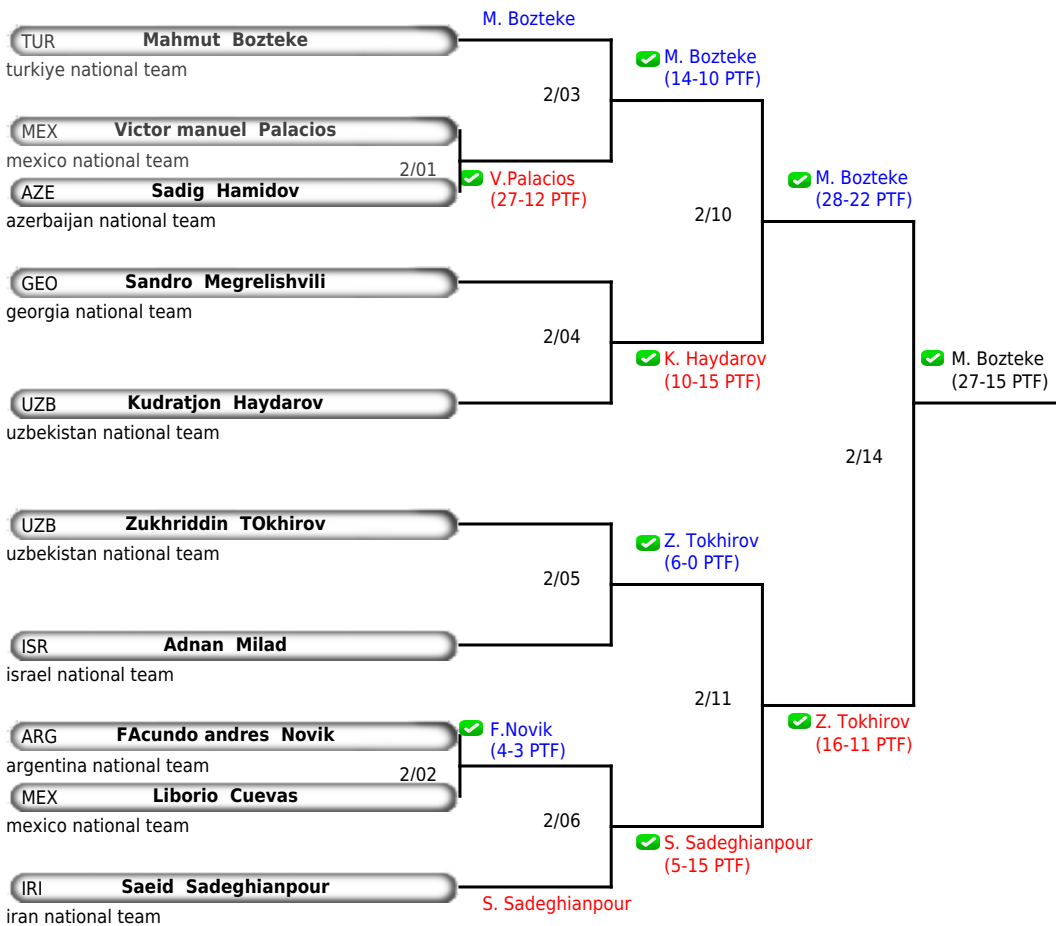 M. Bozteke
TUR Mahmut Bozteke
turkiye national team
M. Bozteke
(14-10 PTF)
2/03
MEX Victor manuel Palacios
mexico national team
2/01
V.Palacios
(27-12 PTF)
AZE Sadig Hamidov
azerbaijan national team
M. Bozteke
(28-22 PTF)
2/10
GEO Sandro Megrelishvili
georgia national team
2/04
K. Haydarov
(10-15 PTF)
M. Bozteke
(27-15 PTF)
UZB Kudratjon Haydarov
uzbekistan national team
2/14
UZB Zukhriddin TOkhirov
uzbekistan national team
Z. Tokhirov
(6-0 PTF)
2/05
ISR Adnan Milad
israel national team
2/11
Z. Tokhirov
(16-11 PTF)
ARG FAcundo andres Novik
argentina national team
F.Novik
(4-3 PTF)
2/02
MEX Liborio Cuevas
mexico national team
2/06
S. Sadeghianpour
(5-15 PTF)
IRI Saeid Sadeghianpour
iran national team
S. Sadeghianpour